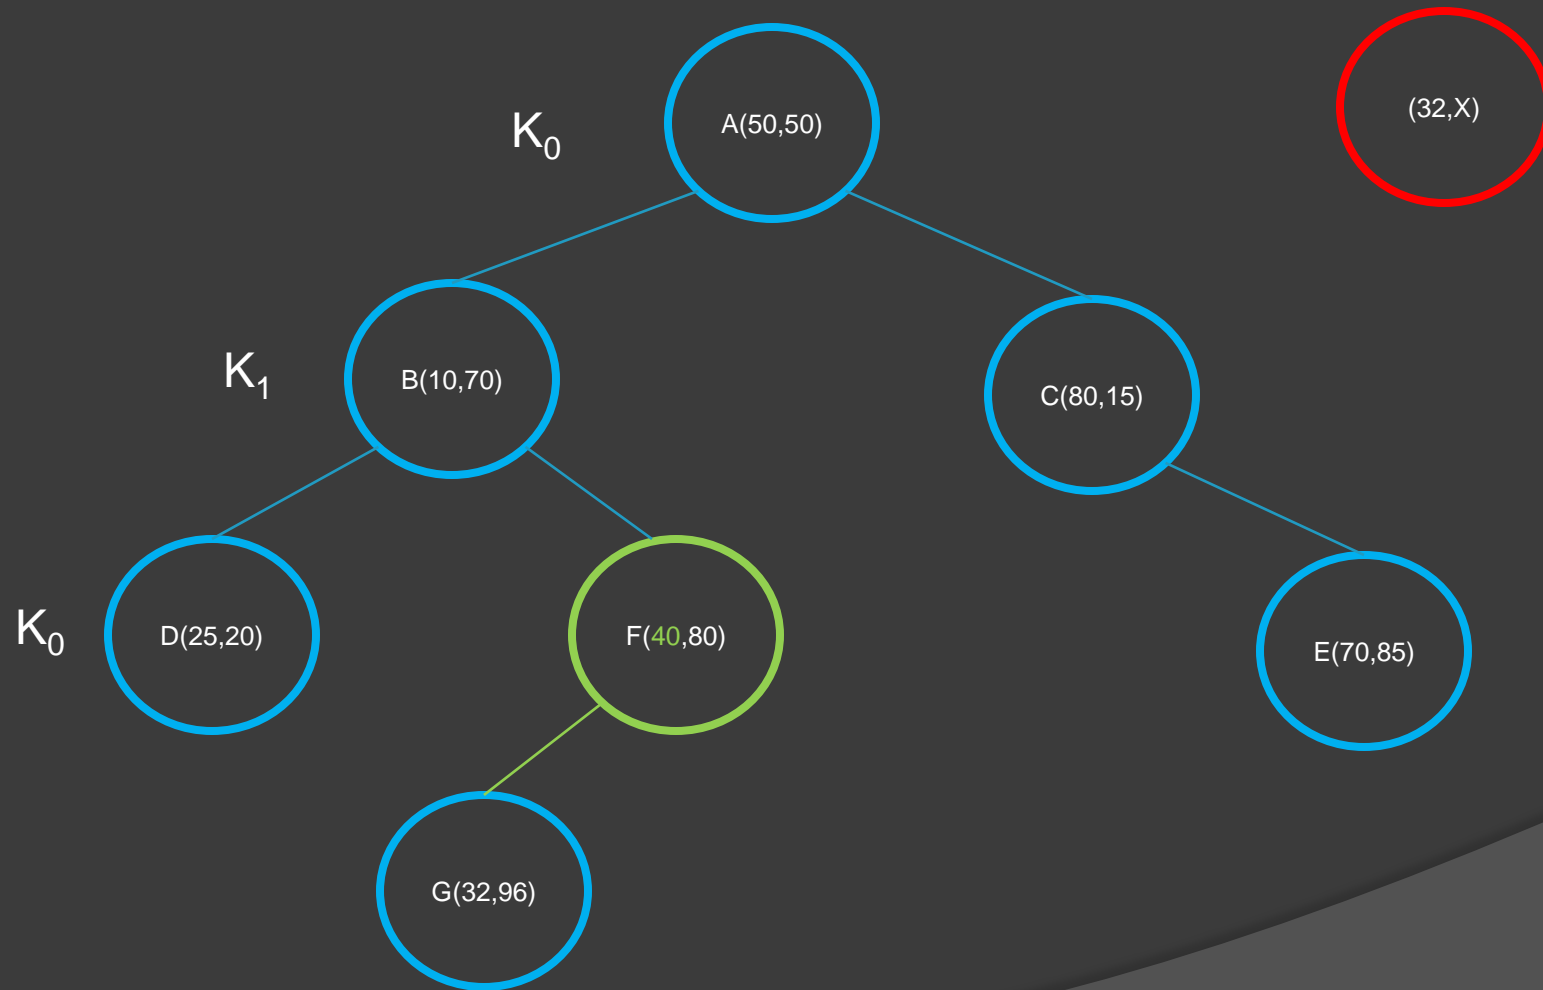 (32,X)
K₀
A(50,50)
K₁
B(10,70)
C(80,15)
K₀
D(25,20)
F(40,80)
E(70,85)
G(32,96)